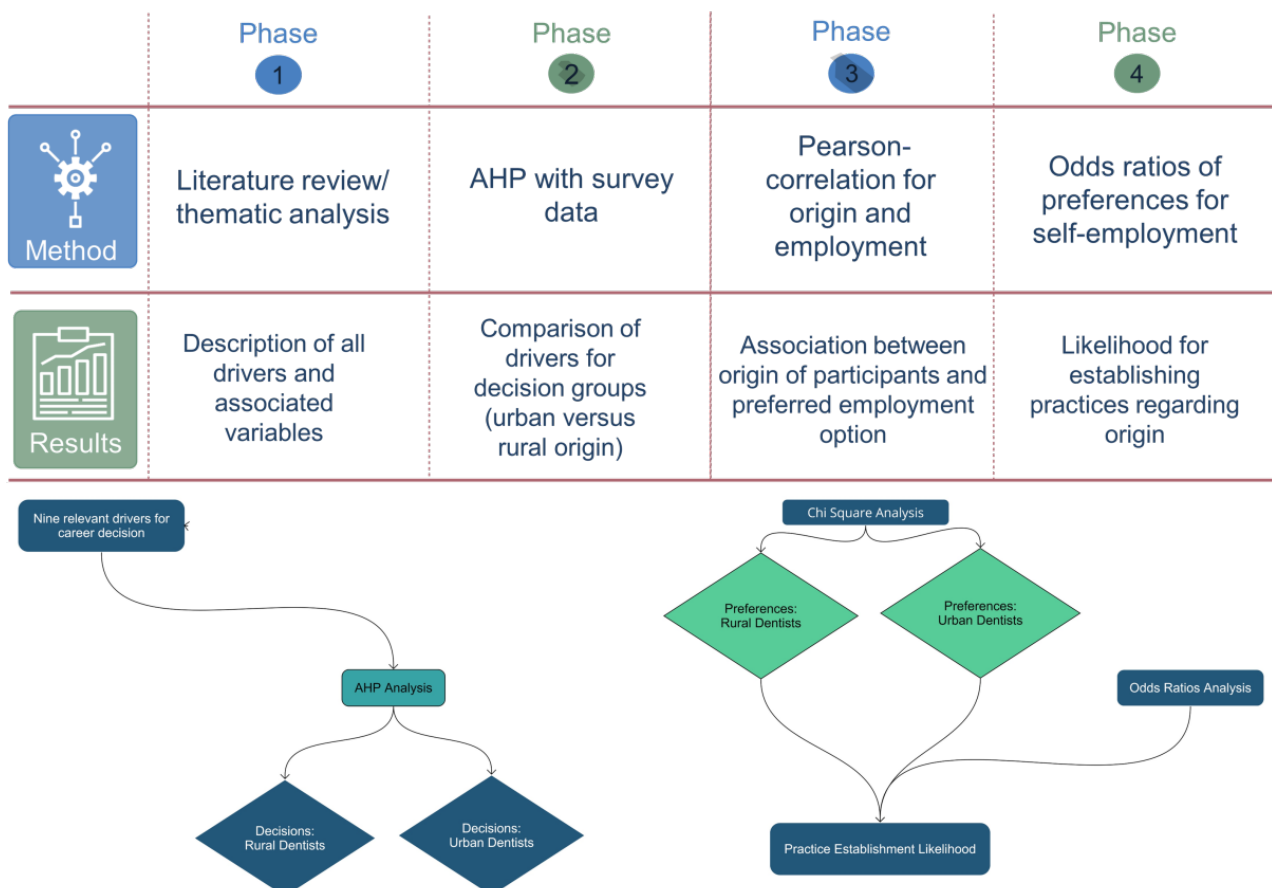 Phase
1
Phase
2
Phase
3
Phase
4
Method
Literature review/
thematic analysis
AHP with survey
data
Pearson-
correlation for
origin and
employment
Odds ratios of
preferences for
self-employment
Results
Description of all
drivers and
associated
variables
Comparison of
drivers for
decision groups
(urban versus
rural origin)
Association between
origin of participants and
preferred employment
option
Likelihood for
establishing
practices regarding
origin
Nine relevant drivers for
career decision
AHP Analysis
Decisions:
Rural Dentists
Decisions:
Urban Dentists
Chi Square Analysis
Preferences:
Rural Dentists
Preferences:
Urban Dentists
Odds Ratios Analysis
Practice Establishment Likelihood